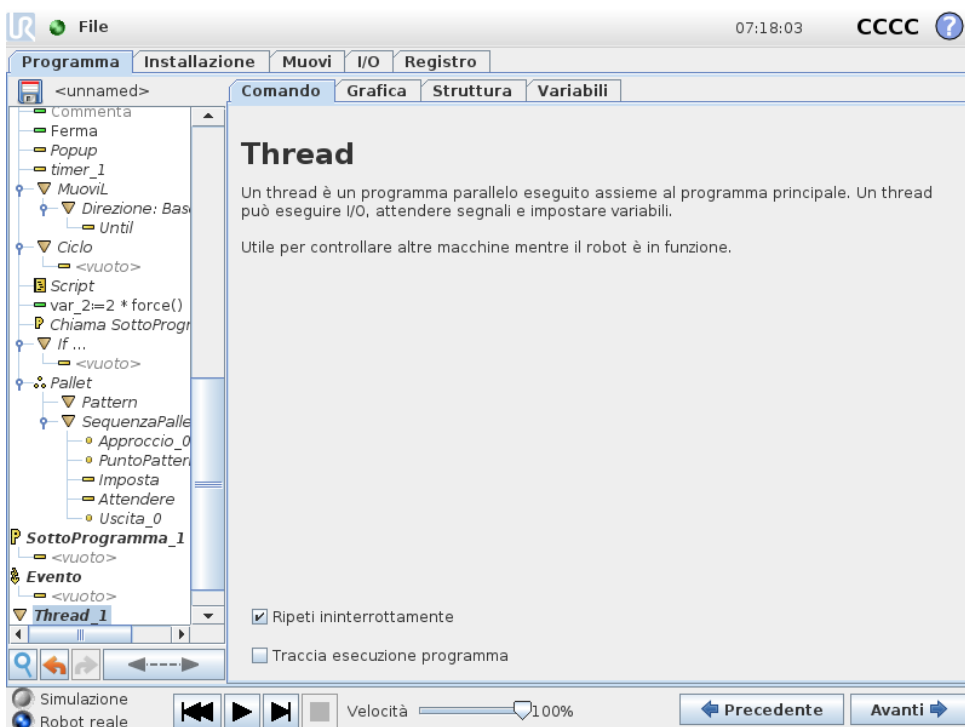 UR File 07:18:03 CCCC ?
Programma Installazione Muovi I/O Registro
<unnamed>
Comando Grafica Struttura Variabili
Commenta
Ferma
Popup
timer_1
MuoviL
Direzione: Bas
Until
Ciclo
<vuoto>
Script
var_2:=2 * force()
P Chiama SottoProgr
If ...
<vuoto>
Pallet
Pattern
SequenzaPalle
Approccio_0
PuntoPattern
Imposta
Attendere
Uscita_0
P SottoProgramma_1
<vuoto>
Evento
<vuoto>
Thread_1
Thread
Un thread è un programma parallelo eseguito assieme al programma principale. Un thread
può eseguire I/O, attendere segnali e impostare variabili.
Utile per controllare altre macchine mentre il robot è in funzione.
Ripeti ininterrottamente
Traccia esecuzione programma
Simulazione
Robot reale
Velocità 100%
Precedente Avanti